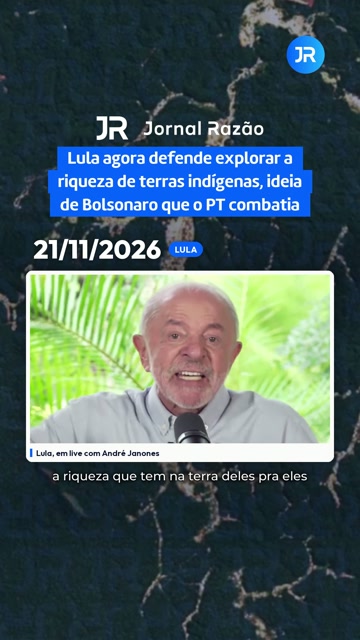 JR
JR Jornal Razão
Lula agora defende explorar a
riqueza de terras indígenas, ideia
de Bolsonaro que o PT combatia
21/11/2026 LULA
Lula, em live com André Janones
a riqueza que tem na terra deles pra eles